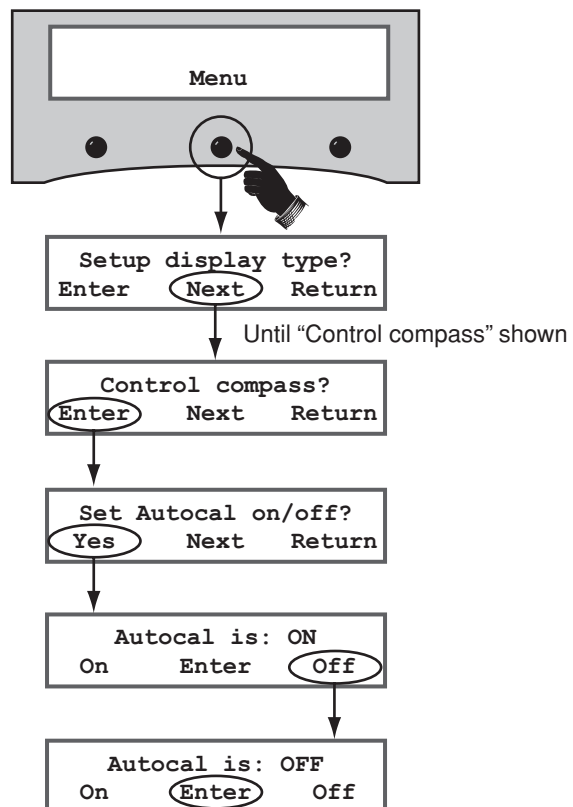 Menu
Setup display type?
Enter Next Return
Until “Control compass” shown
Control compass?
Enter Next Return
Set Autocal on/off?
Yes Next Return
Autocal is: ON
On Enter Off
Autocal is: OFF
On Enter Off